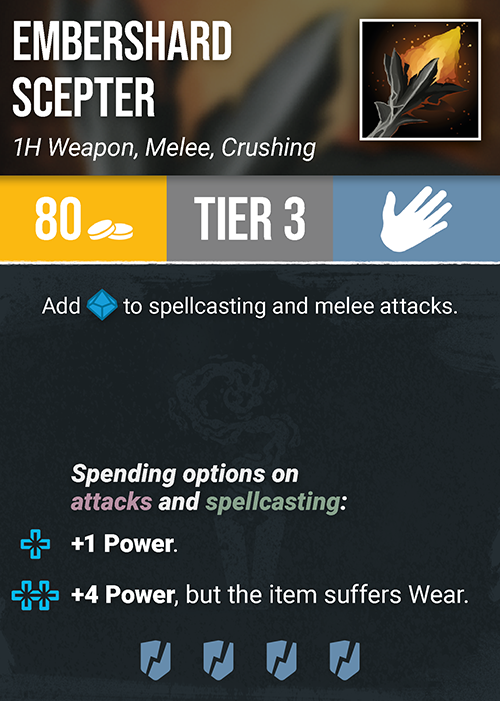 EMBERSHARD
SCEPTER
1H Weapon, Melee, Crushing
80
TIER 3
Add to spellcasting and melee attacks.
Spending options on
attacks and spellcasting:
+1 Power.
+4 Power, but the item suffers Wear.